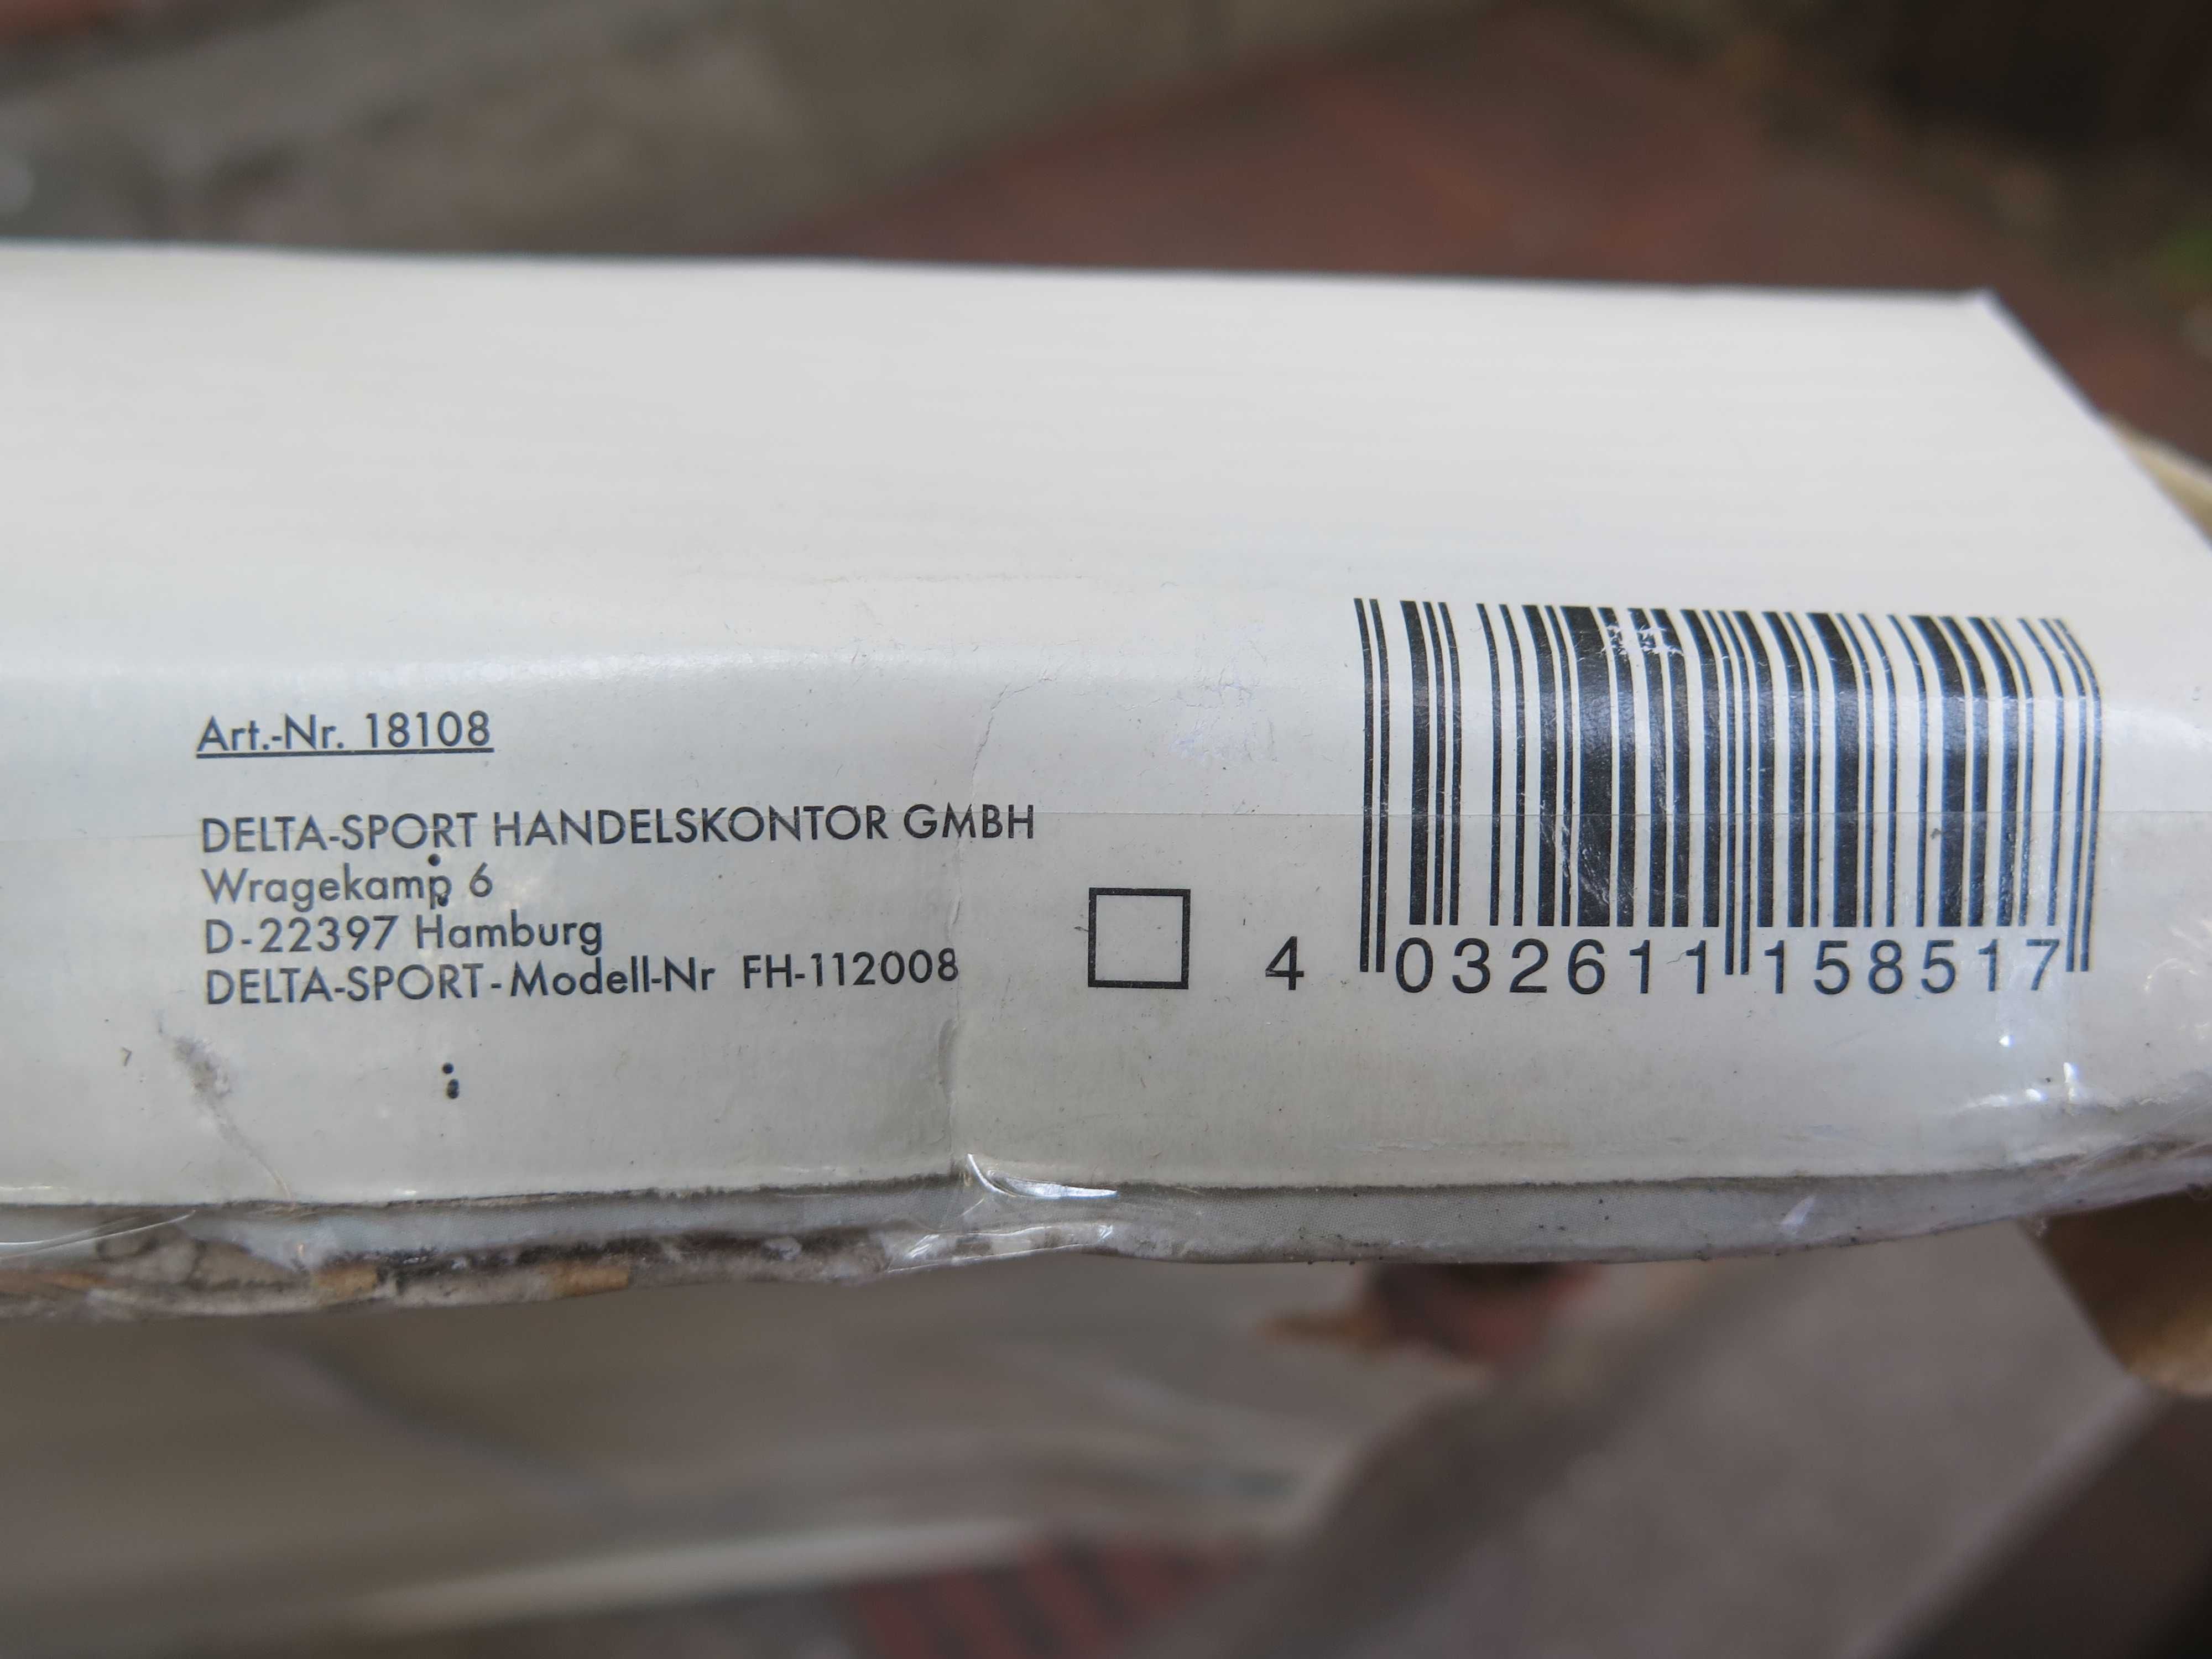 Art.-Nr. 18108
DELTA-SPORT HANDELSKONTOR GMBH
Wragekamp 6
D-22397 Hamburg
DELTA-SPORT-Modell-Nr FH-112008
4 032611 158517